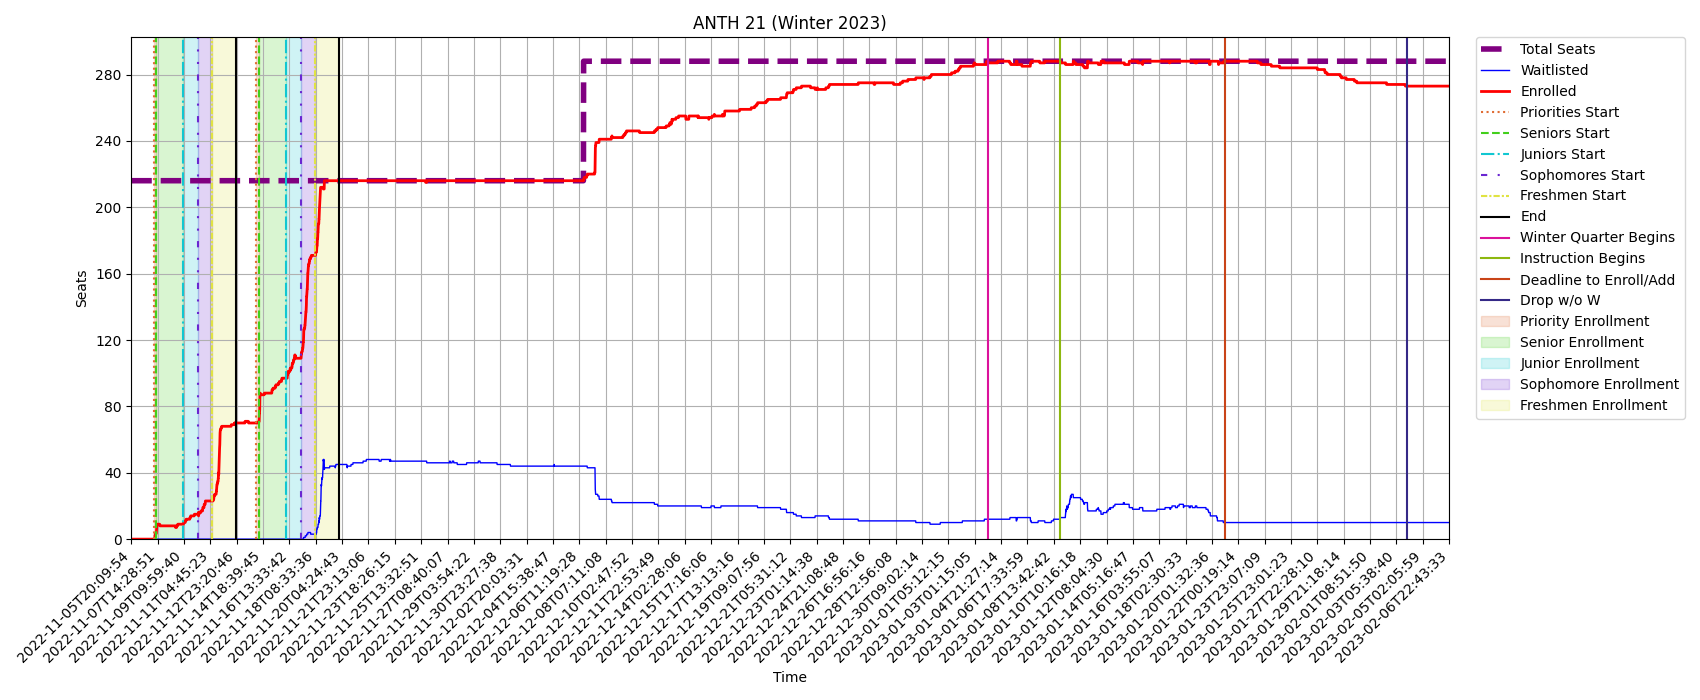 ANTH 21 (Winter 2023)
Seats
280
240
200
160
120
80
40
0
2022-11-05T20:09:54
2022-11-07T14:28:51
2022-11-09T09:59:40
2022-11-11T04:45:23
2022-11-12T23:20:46
2022-11-14T18:39:45
2022-11-16T13:33:42
2022-11-18T08:33:36
2022-11-20T04:24:43
2022-11-21T23:13:06
2022-11-23T18:26:15
2022-11-25T13:32:51
2022-11-27T08:40:07
2022-11-29T03:54:22
2022-11-30T23:27:38
2022-12-02T20:03:31
2022-12-04T15:38:47
2022-12-06T11:19:28
2022-12-08T07:11:08
2022-12-10T02:47:52
2022-12-11T22:53:49
2022-12-14T02:28:06
2022-12-15T17:16:06
2022-12-17T13:13:16
2022-12-19T09:07:56
2022-12-21T05:31:12
2022-12-23T01:14:38
2022-12-24T21:08:48
2022-12-26T16:56:16
2022-12-28T12:56:08
2022-12-30T09:02:14
2023-01-01T05:12:15
2023-01-03T01:15:05
2023-01-04T21:27:14
2023-01-06T17:33:59
2023-01-08T13:42:42
2023-01-10T10:16:18
2023-01-12T08:04:30
2023-01-14T05:16:47
2023-01-16T03:55:07
2023-01-18T02:30:33
2023-01-20T01:32:36
2023-01-22T00:19:14
2023-01-23T23:07:09
2023-01-25T23:01:23
2023-01-27T22:28:10
2023-01-29T21:18:14
2023-02-01T08:51:50
2023-02-03T05:38:40
2023-02-05T02:05:59
2023-02-06T22:43:33
Time
Total Seats
Waitlisted
Enrolled
Priorities Start
Seniors Start
Juniors Start
Sophomores Start
Freshmen Start
End
Winter Quarter Begins
Instruction Begins
Deadline to Enroll/Add
Drop w/o W
Priority Enrollment
Senior Enrollment
Junior Enrollment
Sophomore Enrollment
Freshmen Enrollment